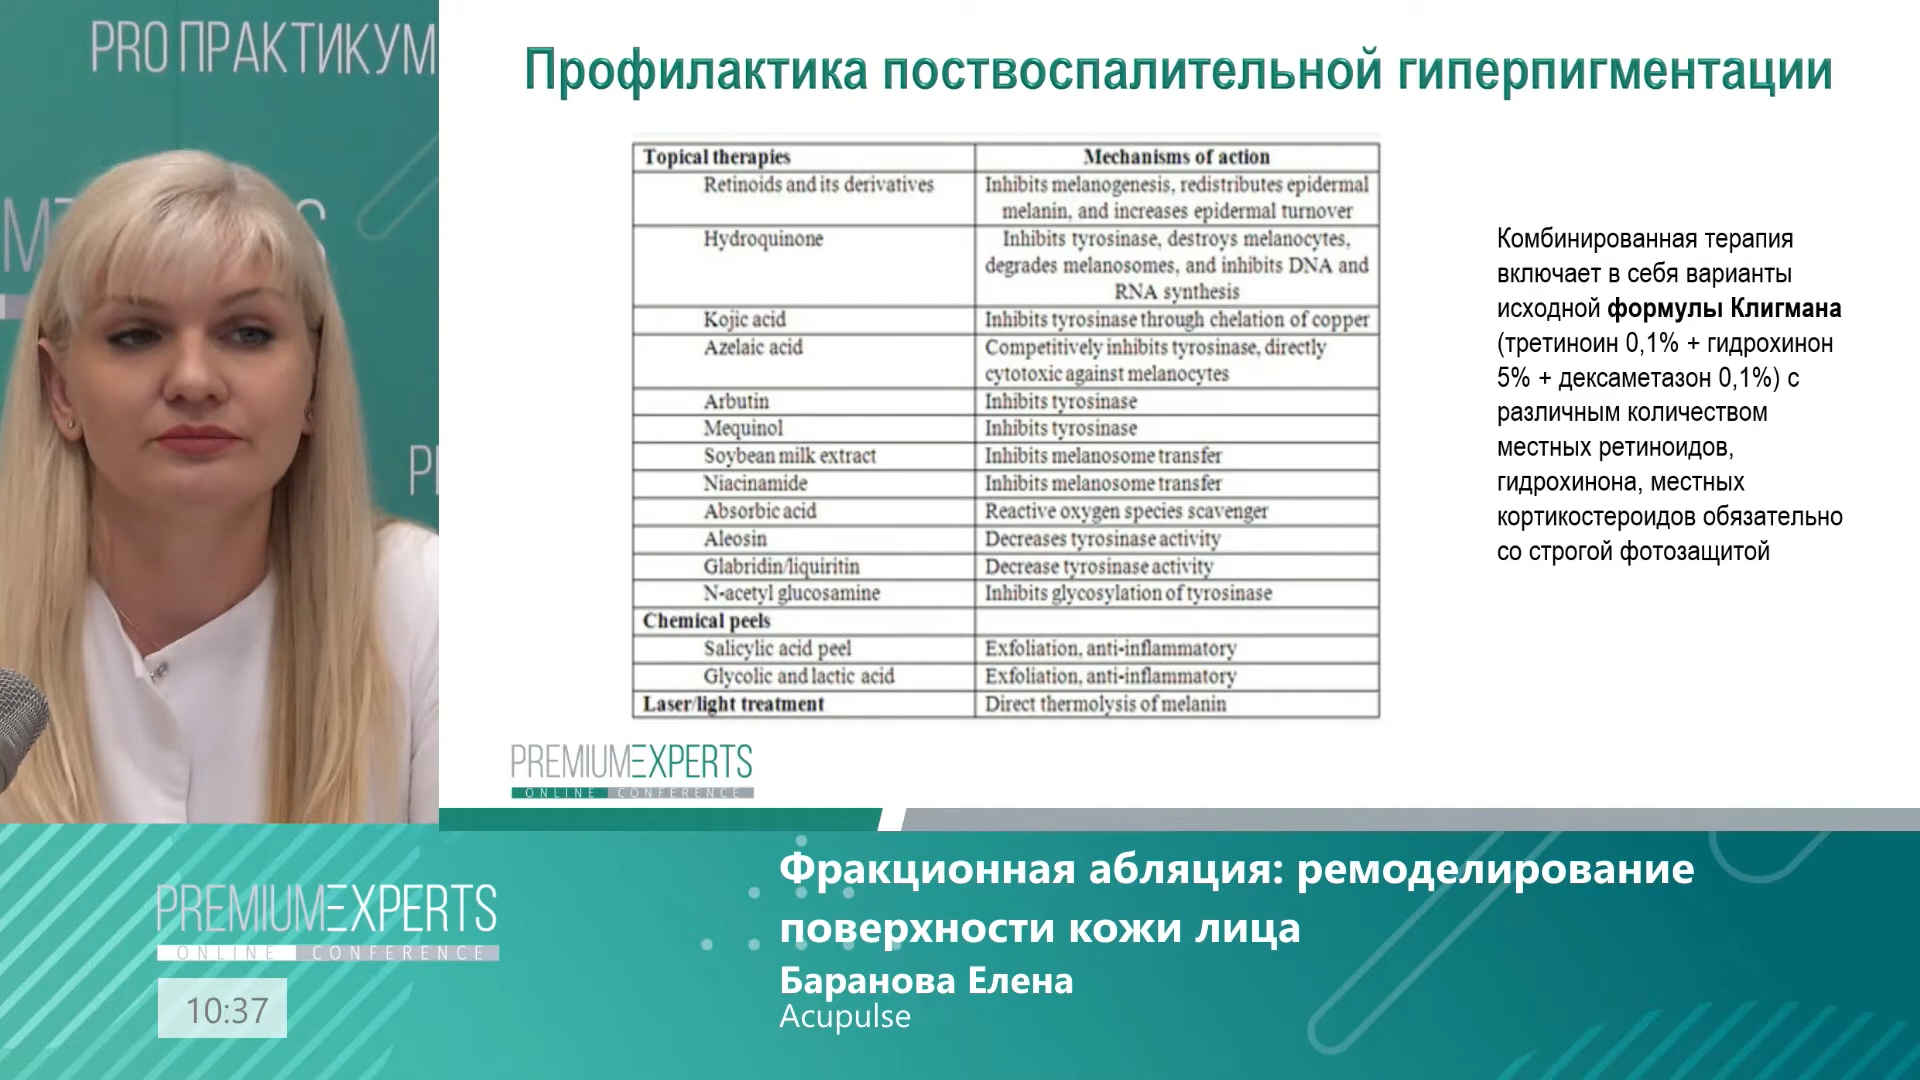 PRO ПРАКТИКУМ
Профилактика поствоспалительной гиперпигментации
Topical therapies
Mechanisms of action
Retinoids and its derivatives
Inhibits melanogenesis, redistributes epidermal
melanin, and increases epidermal turnover
Hydroquinone
Inhibits tyrosinase, destroys melanocytes,
degrades melanosomes, and inhibits DNA and
RNA synthesis
Kojic acid
Inhibits tyrosinase through chelation of copper
Azelaic acid
Competitively inhibits tyrosinase, directly
cytotoxic against melanocytes
Arbutin
Inhibits tyrosinase
Mequinol
Inhibits tyrosinase
Soybean milk extract
Inhibits melanosome transfer
Niacinamide
Inhibits melanosome transfer
Absorbic acid
Reactive oxygen species scavenger
Aleosin
Decreases tyrosinase activity
Glabridin/liquiritin
Decrease tyrosinase activity
N-acetyl glucosamine
Inhibits glycosylation of tyrosinase
Chemical peels
Salicylic acid peel
Exfoliation, anti-inflammatory
Glycolic and lactic acid
Exfoliation, anti-inflammatory
Laser/light treatment
Direct thermolysis of melanin
Комбинированная терапия
включает в себя варианты
исходной формулы Клигмана
(третиноин 0,1% + гидрохинон
5% + дексаметазон 0,1%) с
различным количеством
местных ретиноидов,
гидрохинона, местных
кортикостероидов обязательно
со строгой фотозащитой
PREMIUMEXPERTS
ONLINE CONFERENCE
PREMIUMEXPERTS
ONLINE CONFERENCE
10:37
Фракционная абляция: ремоделирование
поверхности кожи лица
Баранова Елена
Acupulse